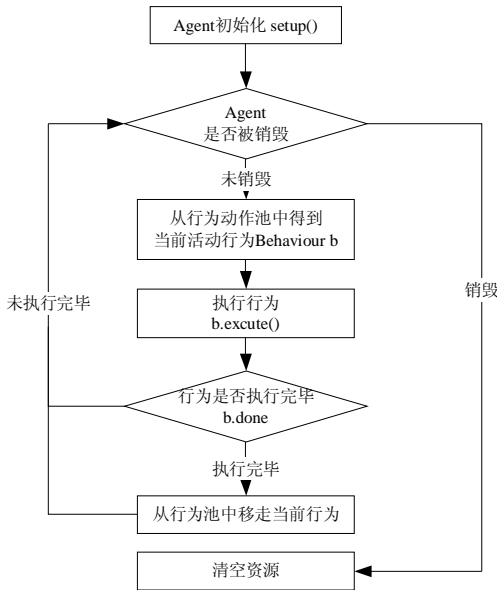 Agent初始化 setup()
Agent
是否被销毁
未销毁
从行为动作池中得到
当前活动行为Behaviour b
未执行完毕
销毁
执行行为
b.excute()
行为是否执行完毕
b.done
执行完毕
从行为池中移走当前行为
清空资源